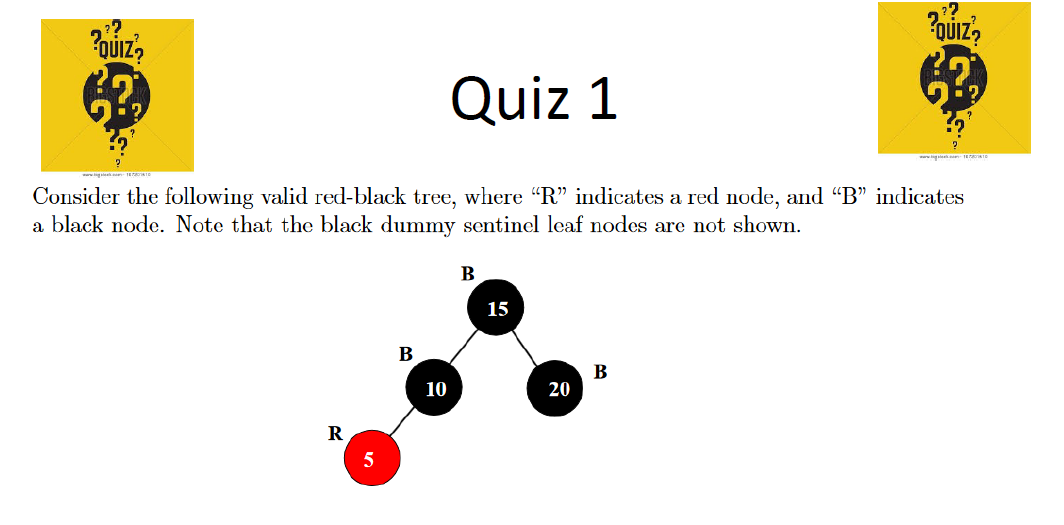 QUIZ
QUIZ
Quiz 1
Consider the following valid red-black tree, where “R” indicates a red node, and “B” indicates
a black node. Note that the black dummy sentinel leaf nodes are not shown.
B
15
B
10
20
B
R
5